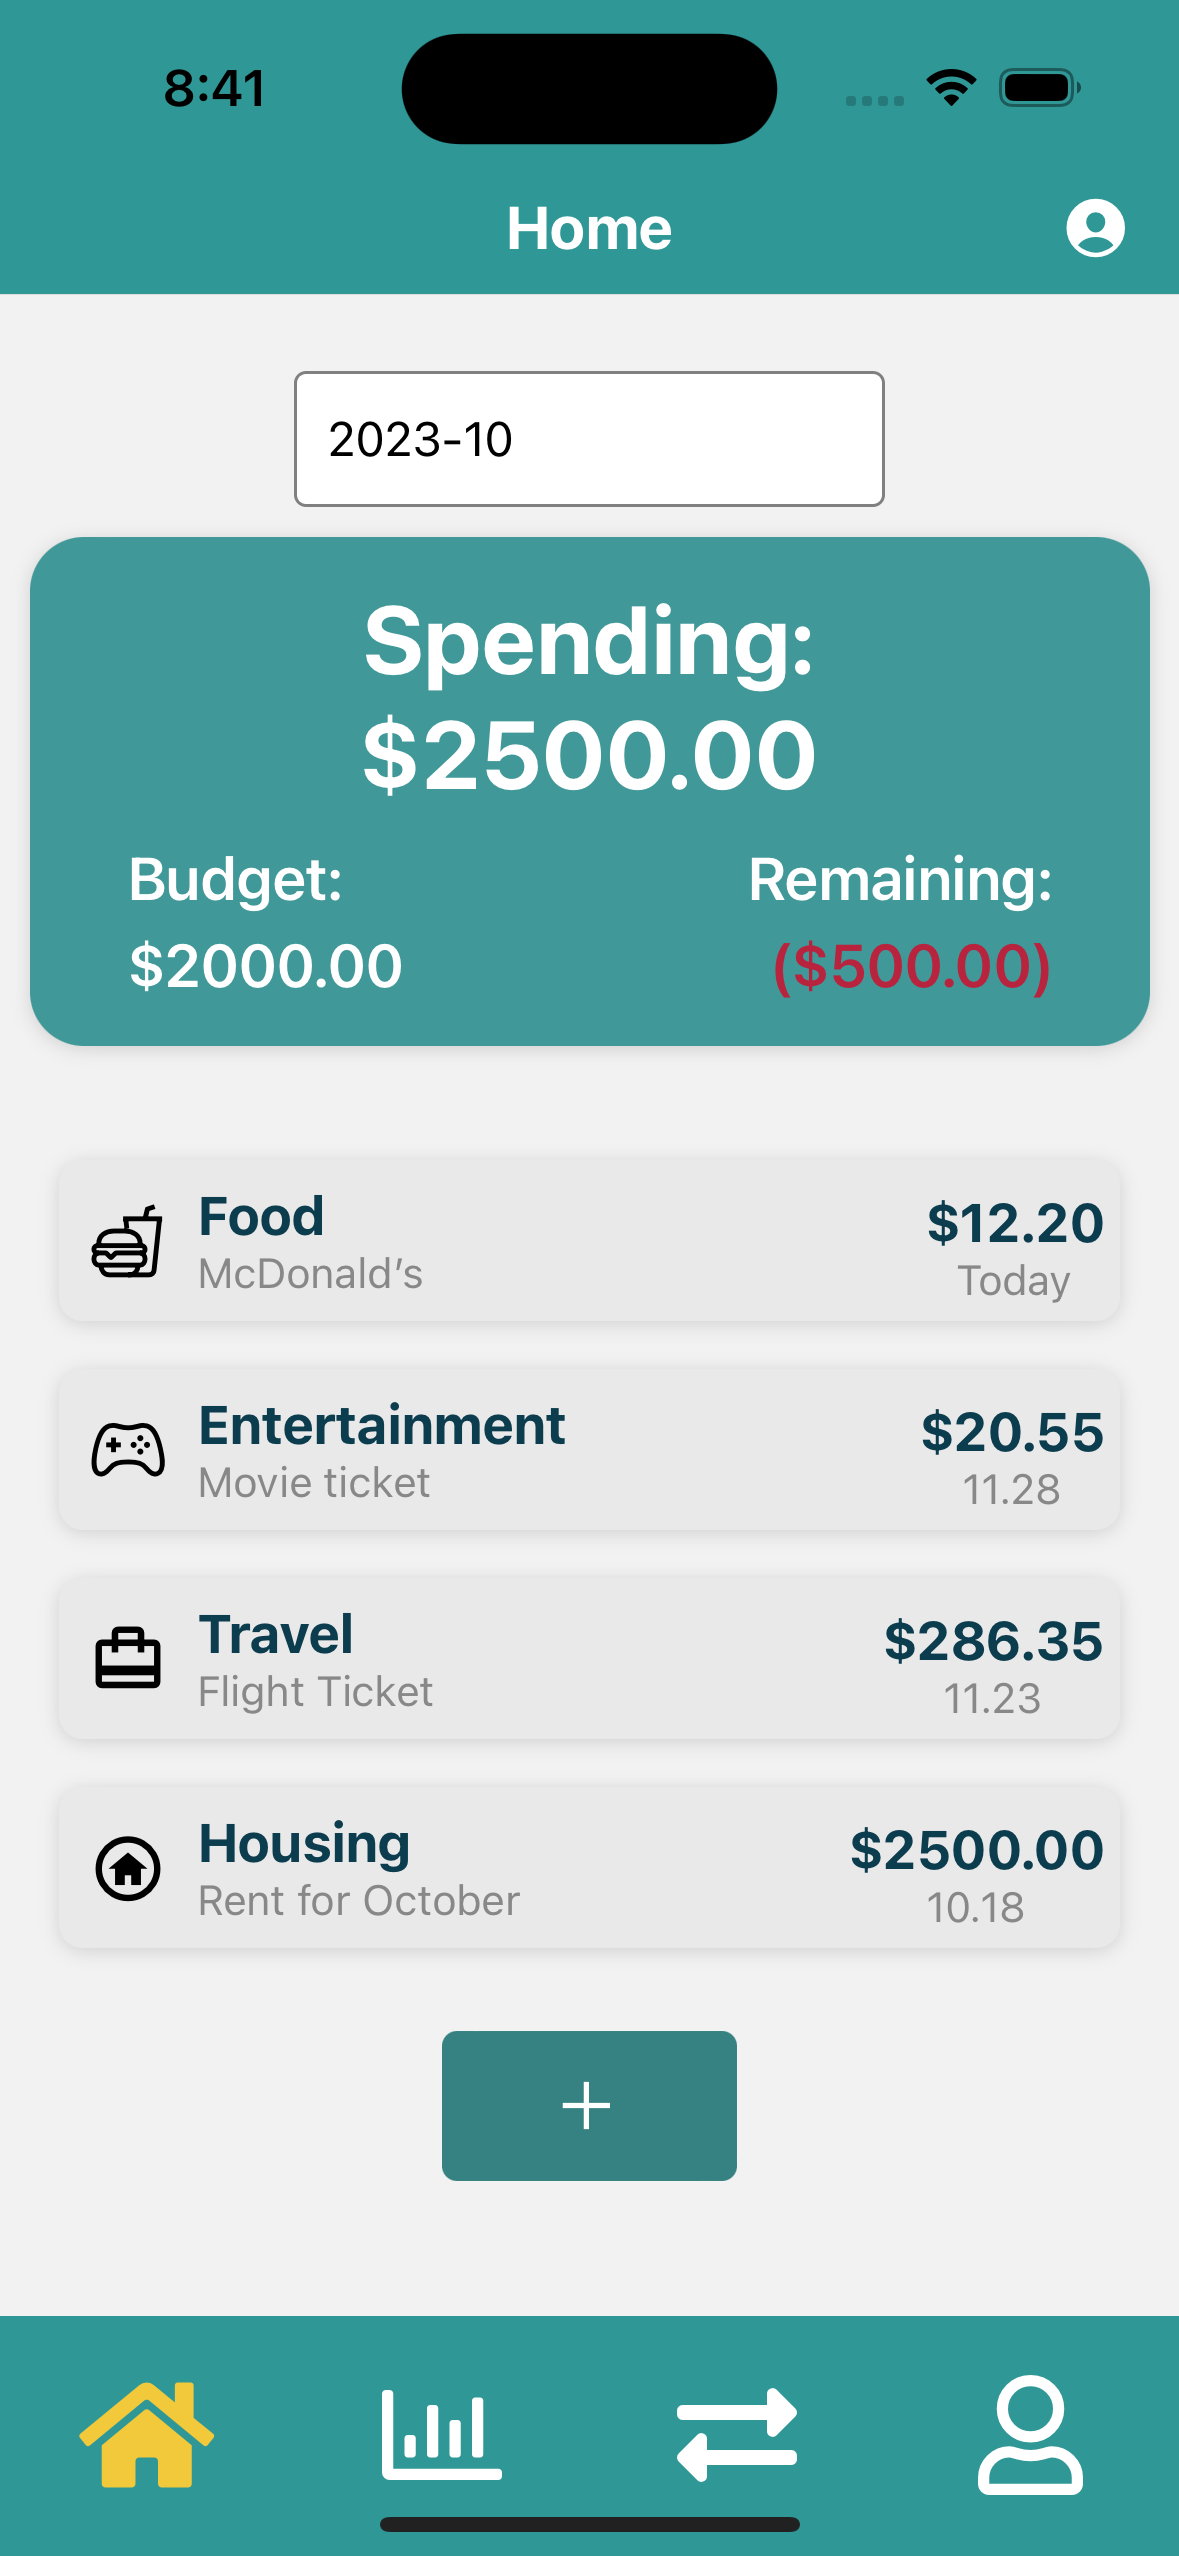 8:41
Home
2023-10
Spending:
$2500.00
Budget:
Remaining:
$2000.00
($500.00)
Food
$12.20
McDonald’s
Today
Entertainment
$20.55
Movie ticket
11.28
Travel
$286.35
Flight Ticket
11.23
Housing
$2500.00
Rent for October
10.18
+